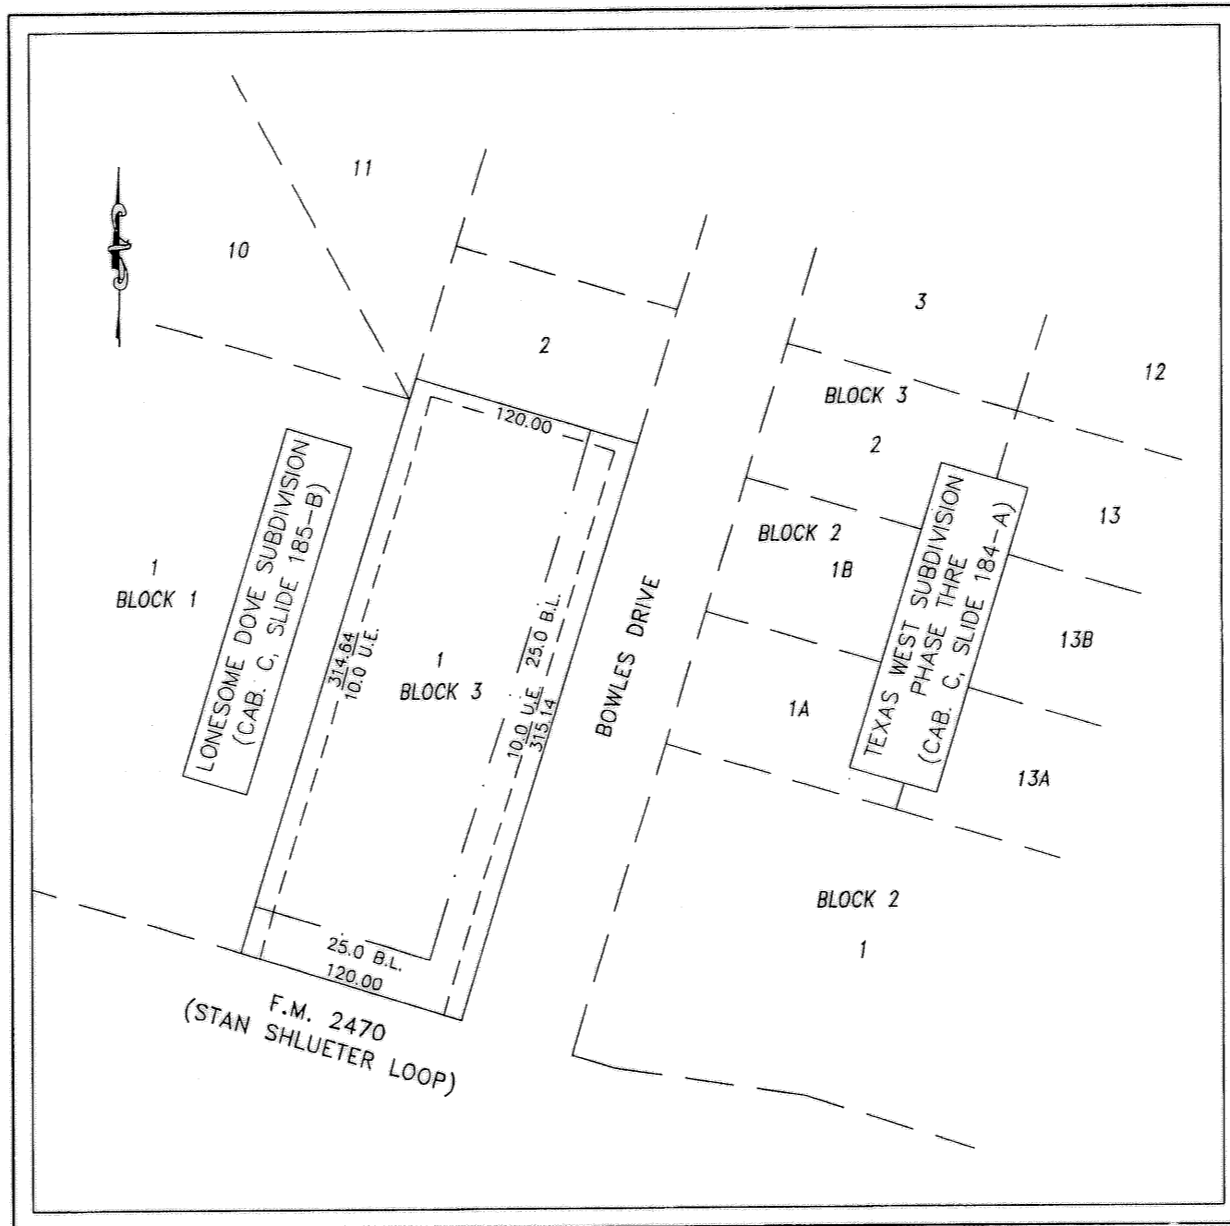 11
10
2
3
12
BLOCK 3
2
120.00
LONESOME DOVE SUBDIVISION
(CAB. C, SLIDE 185-B)
TEXAS WEST SUBDIVISION
PHASE THRE
(CAB. C, SLIDE 184-A)
13
BLOCK 2
1B
1
BLOCK 1
314.64
10.0 U.E.
1
BLOCK 3
25.0 B.L.
10.0 U.E.
315.14
BOWLES DRIVE
13B
1A
13A
BLOCK 2
1
25.0 B.L.
120.00
F.M. 2470
(STAN SHLUETER LOOP)